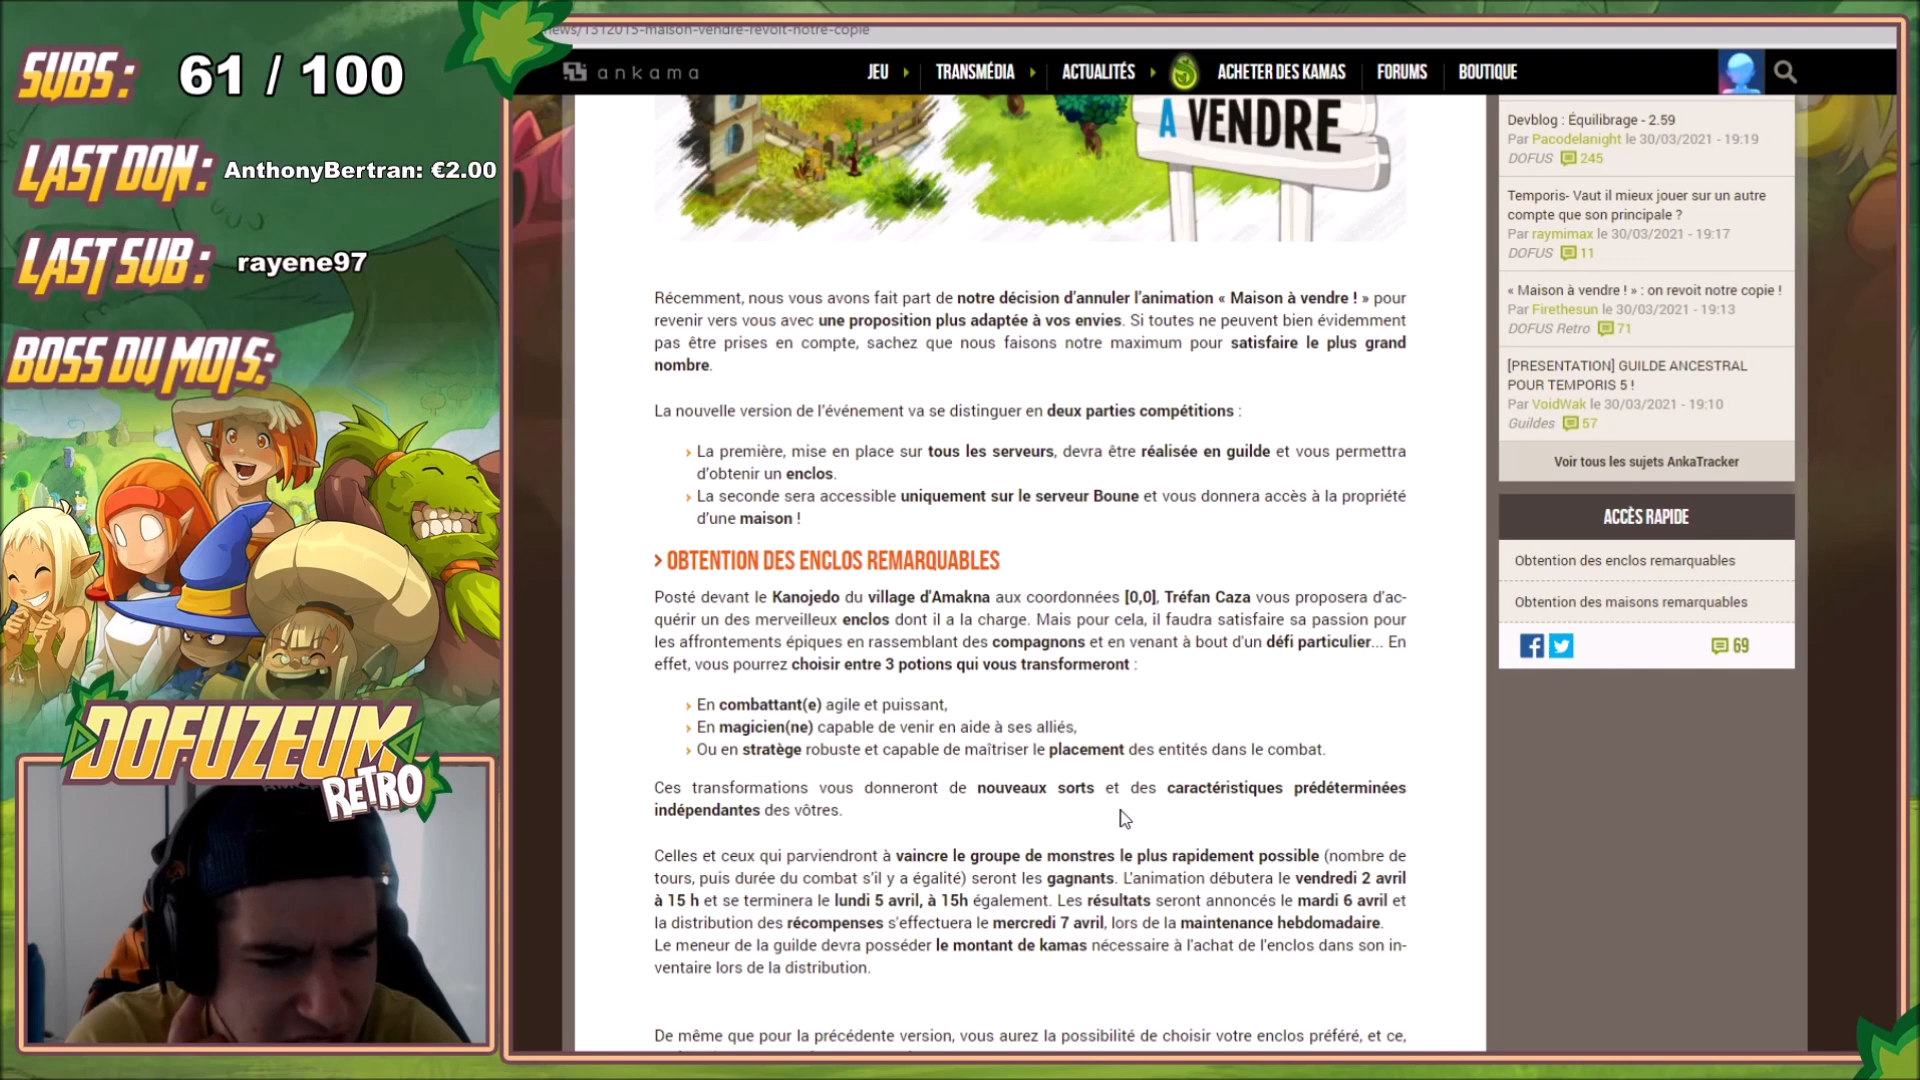 SUBS :
61 / 100
LAST DON :
AnthonyBertran: €2.00
LAST SUB :
rayene97
BOSS DU MOIS:
DOFUZEUM
RETRO
news/1312015-maison-vendre-revoit-notre-copie
ankama
JEU
TRANSMÉDIA
ACTUALITÉS
ACHETER DES KAMAS
FORUMS
BOUTIQUE
A VENDRE
Récemment, nous vous avons fait part de notre décision d'annuler l'animation « Maison à vendre ! » pour
revenir vers vous avec une proposition plus adaptée à vos envies. Si toutes ne peuvent bien évidemment
pas être prises en compte, sachez que nous faisons notre maximum pour satisfaire le plus grand
nombre.
La nouvelle version de l'événement va se distinguer en deux parties compétitions :
› La première, mise en place sur tous les serveurs, devra être réalisée en guilde et vous permettra
d'obtenir un enclos.
› La seconde sera accessible uniquement sur le serveur Boune et vous donnera accès à la propriété
d'une maison !
› OBTENTION DES ENCLOS REMARQUABLES
Posté devant le Kanojedo du village d'Amakna aux coordonnées [0,0], Tréfan Caza vous proposera d'ac-
quérir un des merveilleux enclos dont il a la charge. Mais pour cela, il faudra satisfaire sa passion pour
les affrontements épiques en rassemblant des compagnons et en venant à bout d'un défi particulier... En
effet, vous pourrez choisir entre 3 potions qui vous transformeront :
› En combattant(e) agile et puissant,
› En magicien(ne) capable de venir en aide à ses alliés,
› Ou en stratège robuste et capable de maîtriser le placement des entités dans le combat.
Ces transformations vous donneront de nouveaux sorts et des caractéristiques prédéterminées
indépendantes des vôtres.
Celles et ceux qui parviendront à vaincre le groupe de monstres le plus rapidement possible (nombre de
tours, puis durée du combat s'il y a égalité) seront les gagnants. L'animation débutera le vendredi 2 avril
à 15 h et se terminera le lundi 5 avril, à 15h également. Les résultats seront annoncés le mardi 6 avril et
la distribution des récompenses s'effectuera le mercredi 7 avril, lors de la maintenance hebdomadaire.
Le meneur de la guilde devra posséder le montant de kamas nécessaire à l'achat de l'enclos dans son in-
ventaire lors de la distribution.
De même que pour la précédente version, vous aurez la possibilité de choisir votre enclos préféré, et ce,
Devblog : Équilibrage - 2.59
Par Pacodelanight le 30/03/2021 - 19:19
DOFUS 245
Temporis- Vaut il mieux jouer sur un autre
compte que son principale ?
Par raymimax le 30/03/2021 - 19:17
DOFUS 11
« Maison à vendre ! » : on revoit notre copie !
Par Firethesun le 30/03/2021 - 19:13
DOFUS Retro 71
[PRESENTATION] GUILDE ANCESTRAL
POUR TEMPORIS 5 !
Par VoidWak le 30/03/2021 - 19:10
Guildes 57
Voir tous les sujets AnkaTracker
ACCÈS RAPIDE
Obtention des enclos remarquables
Obtention des maisons remarquables
69